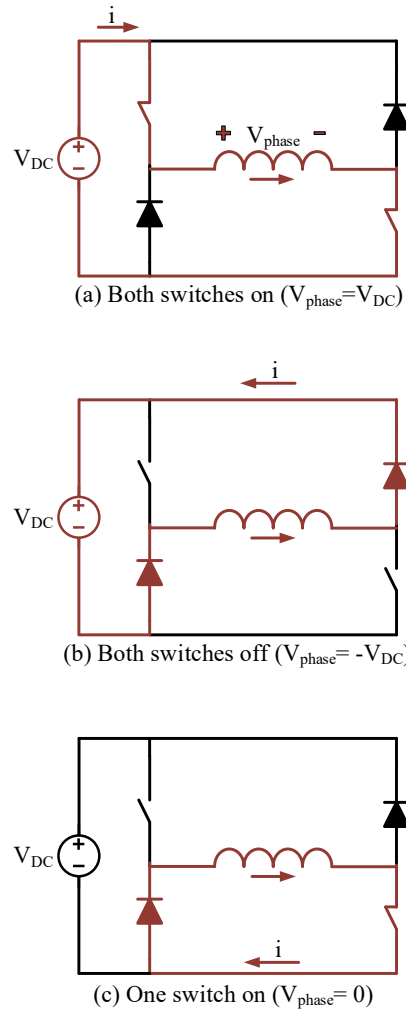 i
+ V_phase -
V_DC
+
−
(a) Both switches on (V_phase=V_DC)
i
V_DC
+
−
(b) Both switches off (V_phase= -V_DC)
V_DC
+
−
i
(c) One switch on (V_phase= 0)